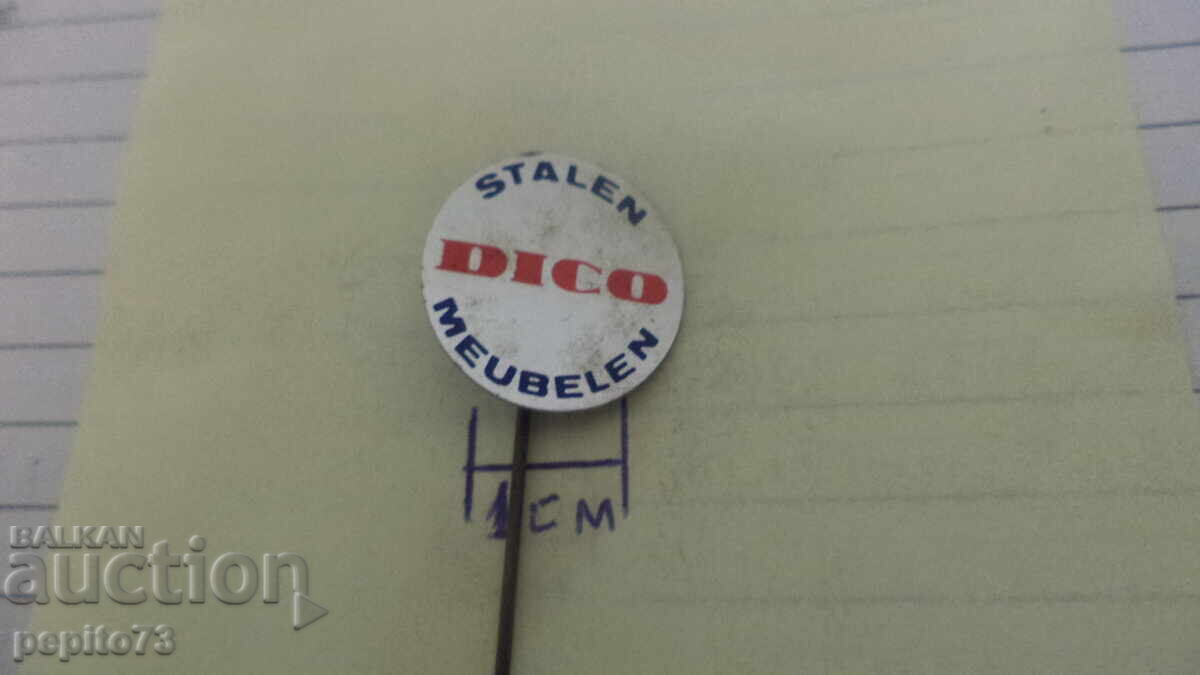 STALEN
DICO
MEUBELEN
1 CM
BALKAN
auction
pepito73